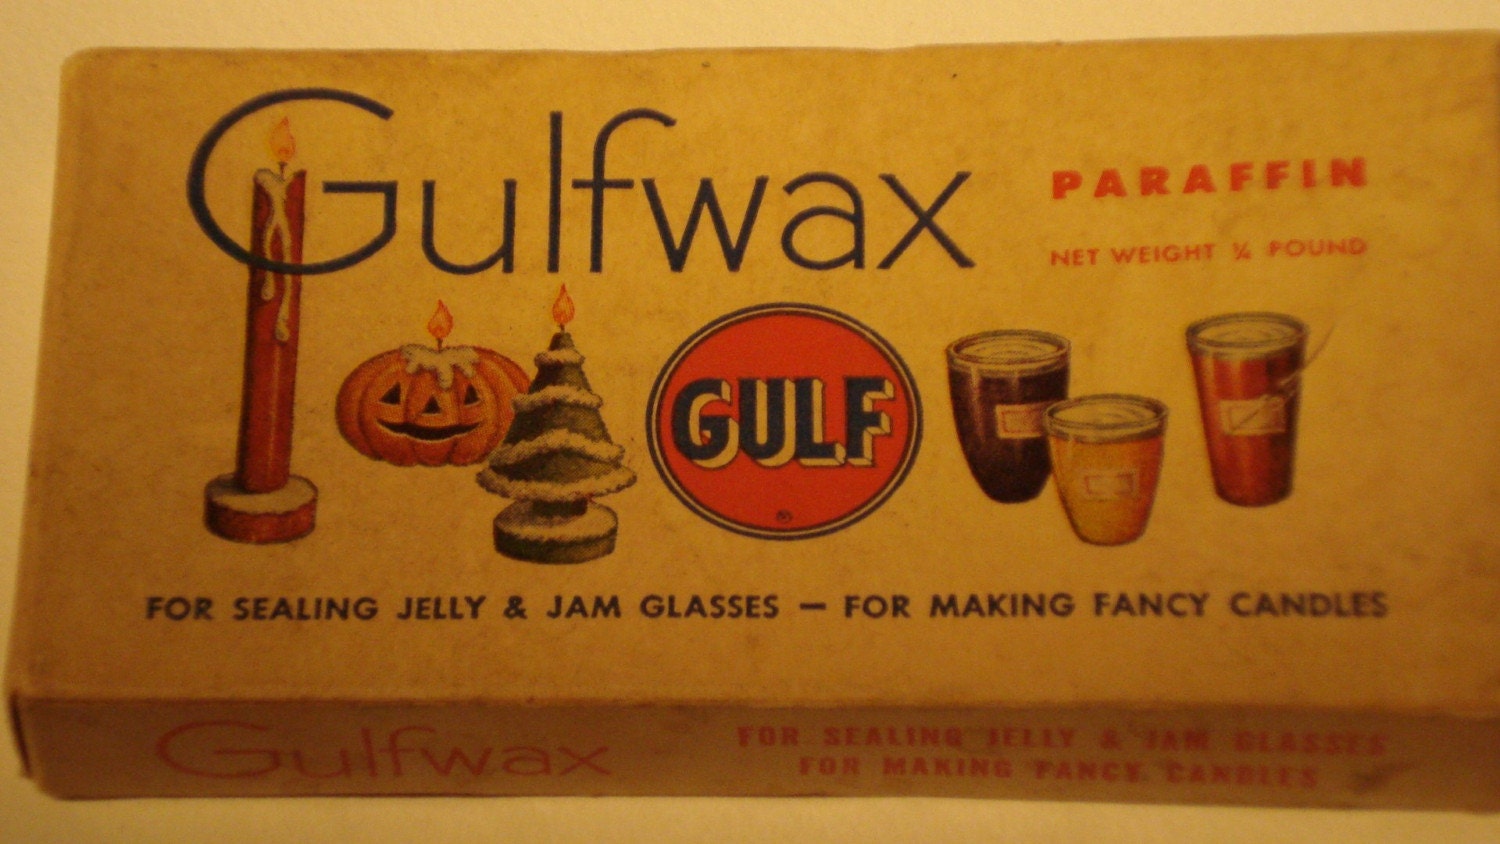 Gulfwax
PARAFFIN
NET WEIGHT ¼ POUND
GULF
®
FOR SEALING JELLY & JAM GLASSES — FOR MAKING FANCY CANDLES
Gulfwax
FOR SEALING JELLY & JAM GLASSES
FOR MAKING FANCY CANDLES